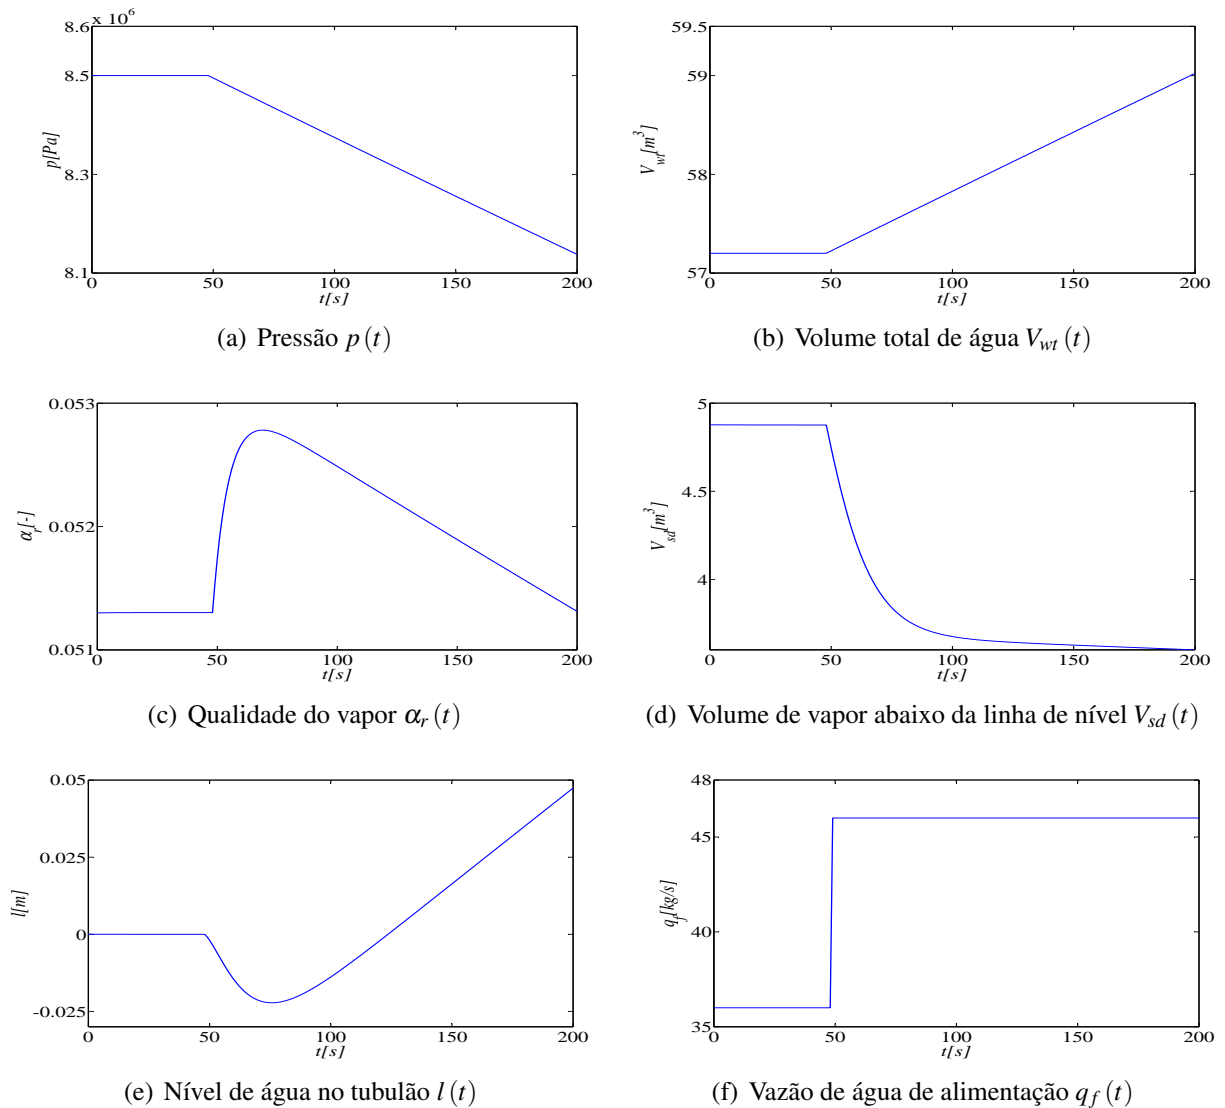 8.6 x 10^6
8.5
8.3
8.1
p[Pa]
0 50 100 150 200
t[s]
(a) Pressão p(t)
59.5
59
58
57
V_wt[m^3]
0 50 100 150 200
t[s]
(b) Volume total de água V_wt(t)
0.053
0.052
0.051
α_r[-]
0 50 100 150 200
t[s]
(c) Qualidade do vapor α_r(t)
5
4.5
4
V_sd[m^3]
0 50 100 150 200
t[s]
(d) Volume de vapor abaixo da linha de nível V_sd(t)
0.05
0.025
0
-0.025
l[m]
0 50 100 150 200
t[s]
(e) Nível de água no tubulão l(t)
48
45
40
35
q_f[kg/s]
0 50 100 150 200
t[s]
(f) Vazão de água de alimentação q_f(t)